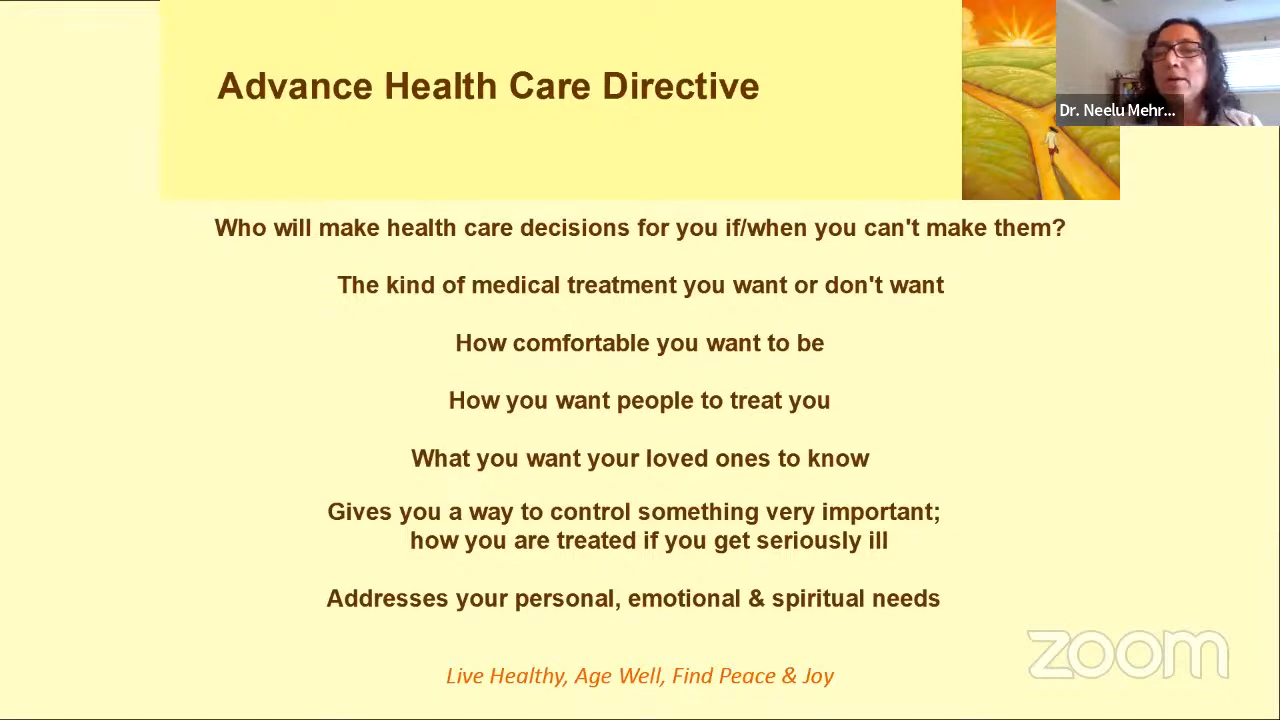 Advance Health Care Directive
Dr. Neelu Mehr...
Who will make health care decisions for you if/when you can't make them?
The kind of medical treatment you want or don't want
How comfortable you want to be
How you want people to treat you
What you want your loved ones to know
Gives you a way to control something very important;
how you are treated if you get seriously ill
Addresses your personal, emotional & spiritual needs
zoom
Live Healthy, Age Well, Find Peace & Joy